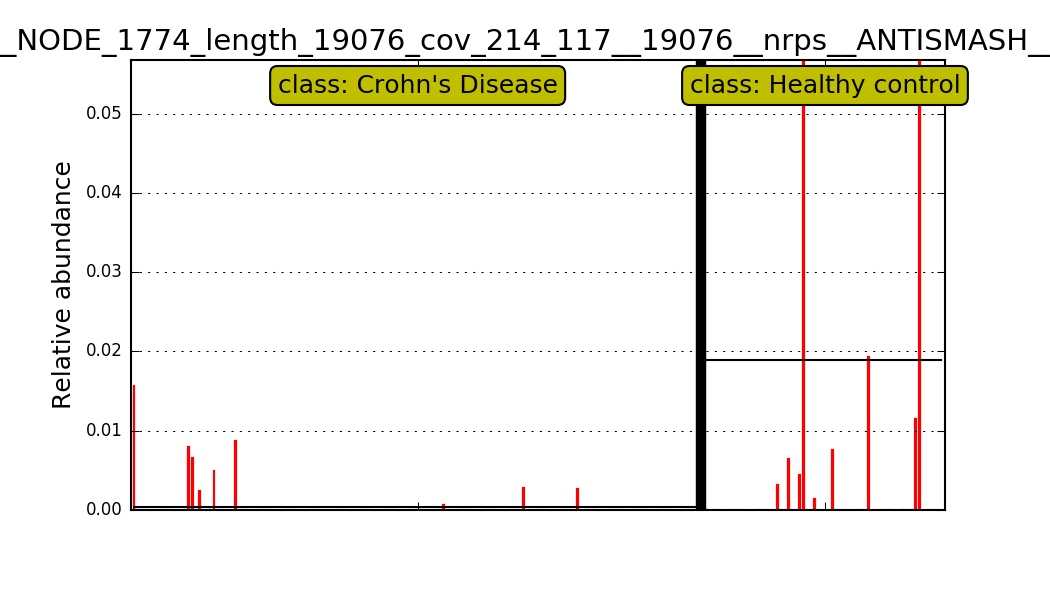 __NODE_1774_length_19076_cov_214_117__19076__nrps__ANTISMASH__
class: Crohn's Disease
class: Healthy control
Relative abundance
0.05
0.04
0.03
0.02
0.01
0.00